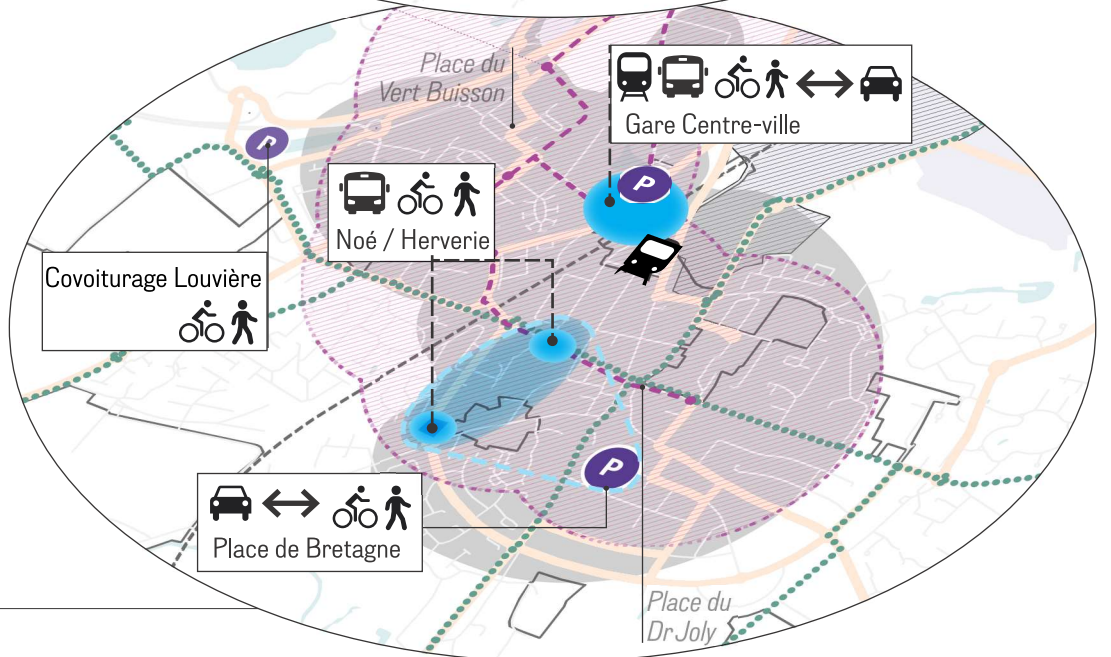 Place du
Vert Buisson
Gare Centre-ville
P
P
Noé / Herverie
Covoiturage Louvière
P
Place de Bretagne
Place du
Dr Joly